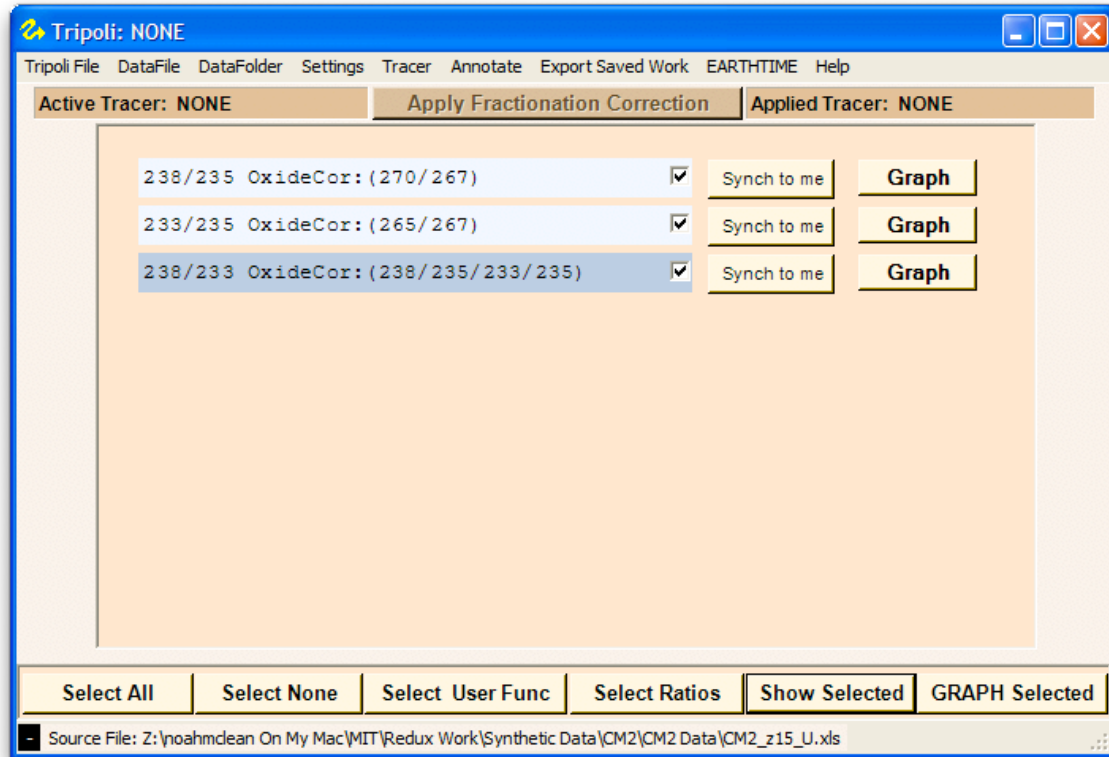 Tripoli: NONE
Tripoli File DataFile DataFolder Settings Tracer Annotate Export Saved Work EARTHTIME Help
Active Tracer: NONE Apply Fractionation Correction Applied Tracer: NONE
238/235 OxideCor:(270/267) Synch to me Graph
233/235 OxideCor:(265/267) Synch to me Graph
238/233 OxideCor:(238/235/233/235) Synch to me Graph
Select All Select None Select User Func Select Ratios Show Selected GRAPH Selected
- Source File: Z:\noahmclean On My Mac\MIT\Redux Work\Synthetic Data\CM2\CM2 Data\CM2_z15_U.xls